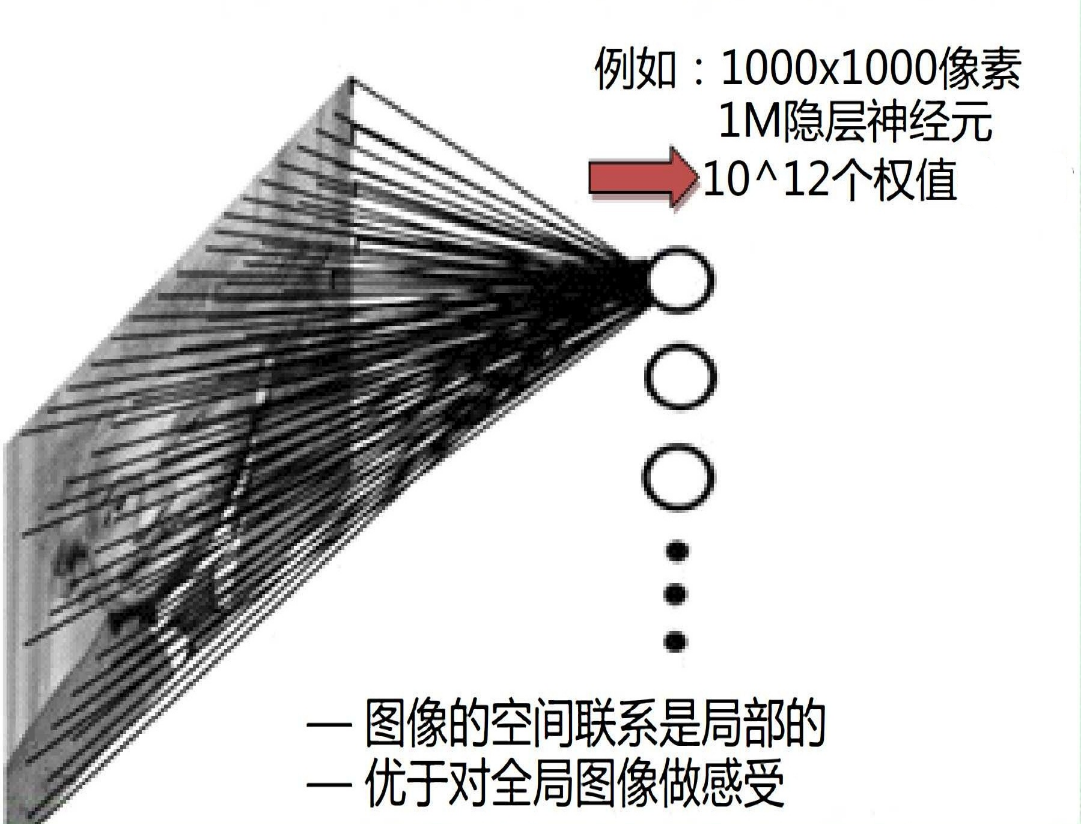 例如：1000x1000像素
1M隐层神经元
10^12个权值
— 图像的空间联系是局部的
— 优于对全局图像做感受